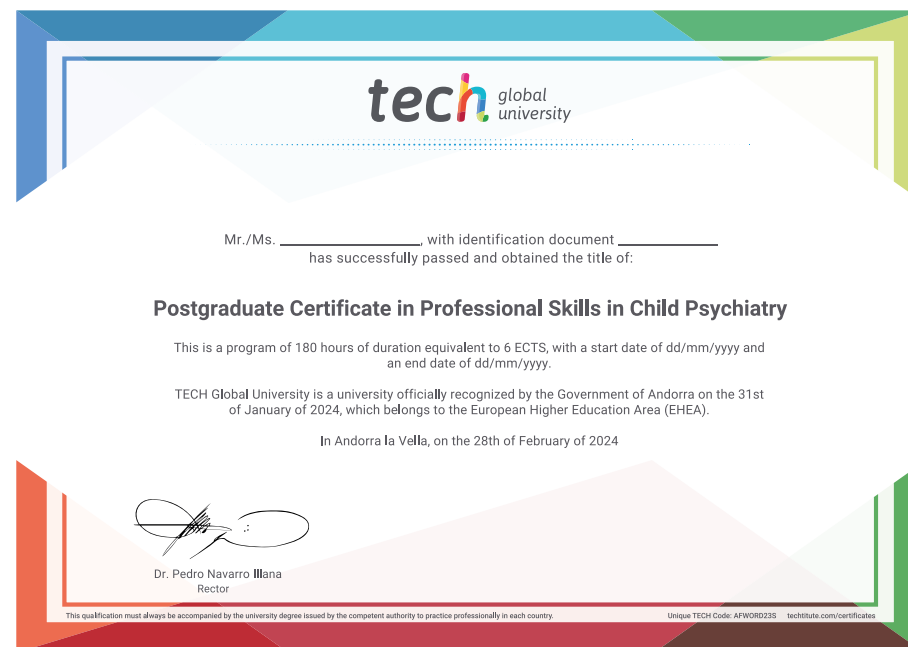 tech global university
Mr./Ms. ____________________, with identification document ______________
has successfully passed and obtained the title of:
Postgraduate Certificate in Professional Skills in Child Psychiatry
This is a program of 180 hours of duration equivalent to 6 ECTS, with a start date of dd/mm/yyyy and
an end date of dd/mm/yyyy.
TECH Global University is a university officially recognized by the Government of Andorra on the 31st
of January of 2024, which belongs to the European Higher Education Area (EHEA).
In Andorra la Vella, on the 28th of February of 2024
Dr. Pedro Navarro Illana
Rector
This qualification must always be accompanied by the university degree issued by the competent authority to practice professionally in each country.
Unique TECH Code: AFWORD23S techtitute.com/certificates